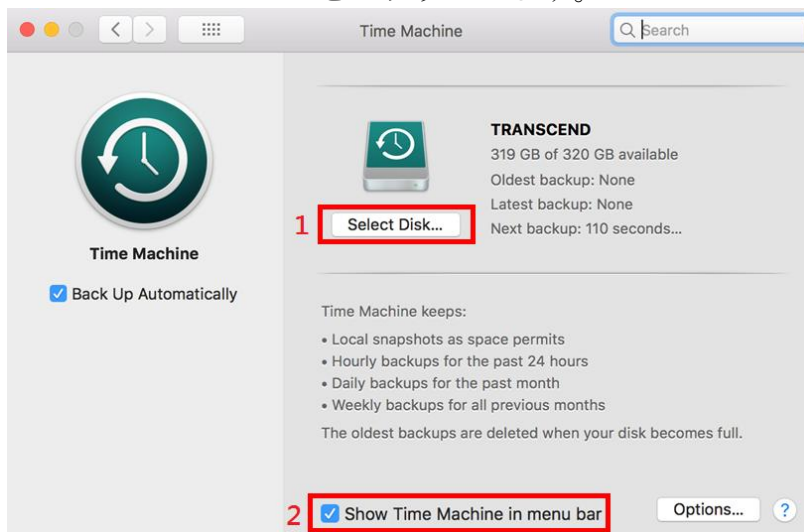 Time Machine
Search
TRANSCEND
319 GB of 320 GB available
Oldest backup: None
Latest backup: None
1 Select Disk... Next backup: 110 seconds...
Time Machine
Back Up Automatically
Time Machine keeps:
• Local snapshots as space permits
• Hourly backups for the past 24 hours
• Daily backups for the past month
• Weekly backups for all previous months
The oldest backups are deleted when your disk becomes full.
2 Show Time Machine in menu bar Options... ?